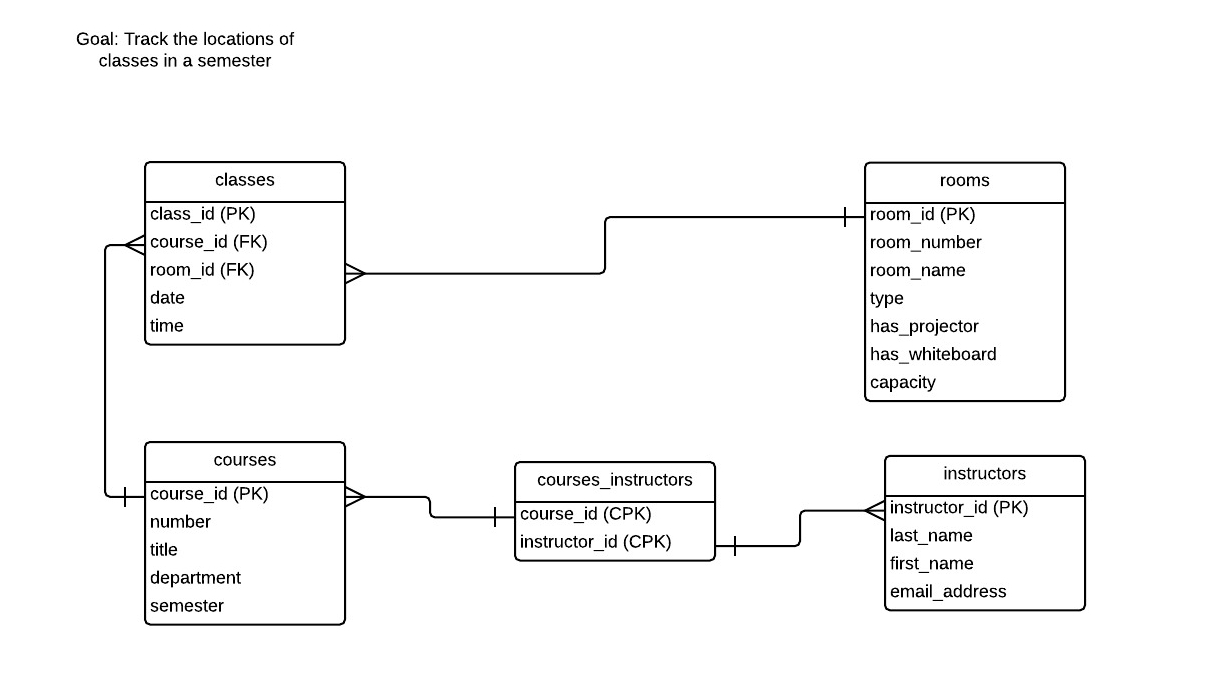 Goal: Track the locations of
classes in a semester
classes
class_id (PK)
course_id (FK)
room_id (FK)
date
time
rooms
room_id (PK)
room_number
room_name
type
has_projector
has_whiteboard
capacity
courses
course_id (PK)
number
title
department
semester
courses_instructors
course_id (CPK)
instructor_id (CPK)
instructors
instructor_id (PK)
last_name
first_name
email_address